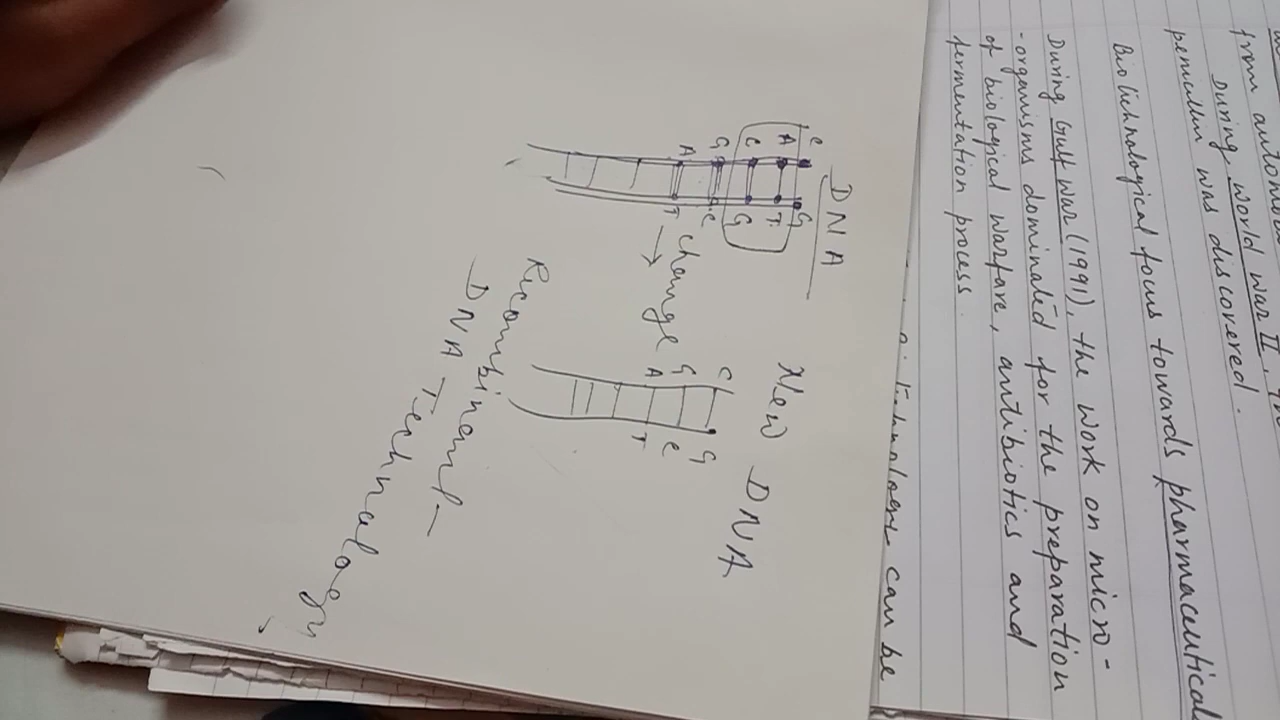 from
During World War II,
penicillin was discovered.
Biotechnological focus towards pharmaceutical
During Gulf War (1991), the work on micro-
-organisms dominated for the preparation
of biological warfare, antibiotics and
fermentation process.
can be
DNA
C G
A T
C G
G C
A T
change →
New DNA
C G
G C
A T
Recombinant
DNA Technology